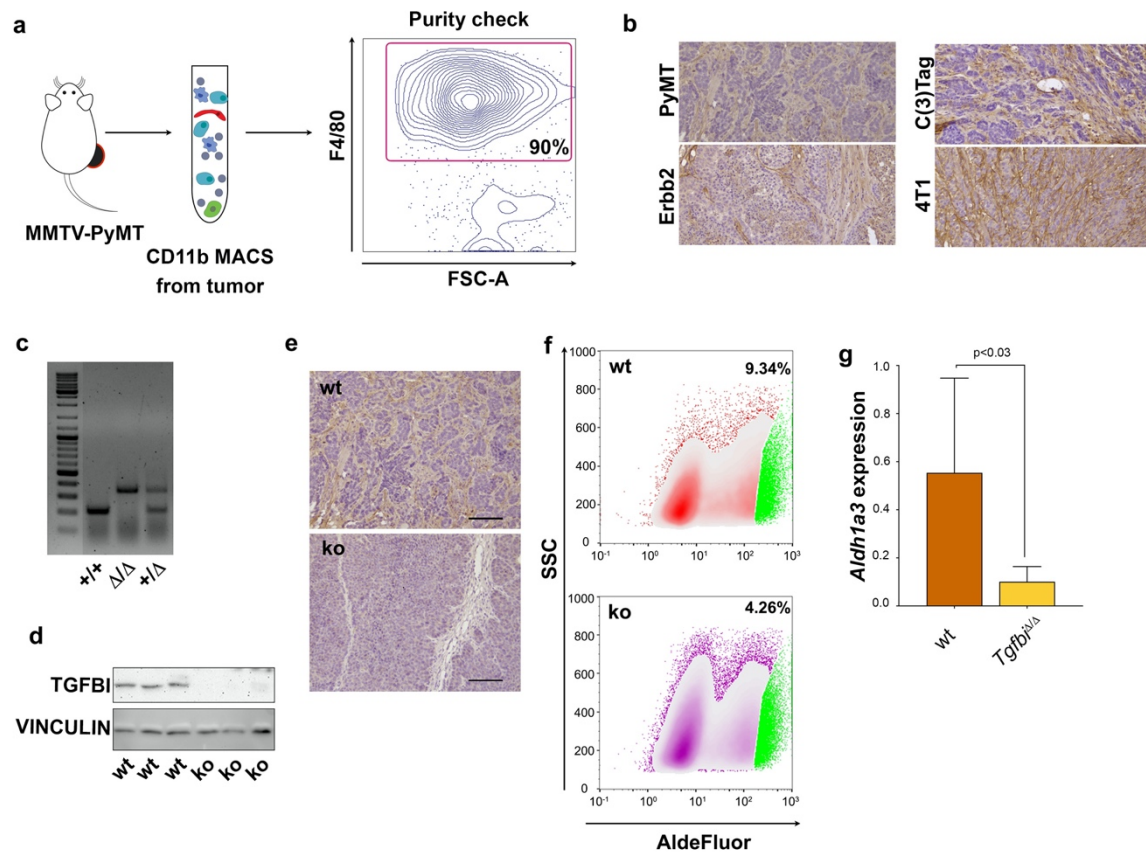 a
Purity check
F4/80
90%
FSC-A
MMTV-PyMT
CD11b MACS
from tumor
b
PyMT
Erbb2
C(3)Tag
4T1
c
+/+
Δ/Δ
+/Δ
d
TGFBI
VINCULIN
wt wt wt ko ko ko
e
wt
ko
f
SSC
1000
800
600
400
200
0
wt
9.34%
10-1 100 101 102 103
1000
800
600
400
200
0
ko
4.26%
10-1 100 101 102 103
AldeFluor
g
p<0.03
Aldh1a3 expression
1.0
0.8
0.6
0.4
0.2
0.0
wt
TgfbiΔ/Δ